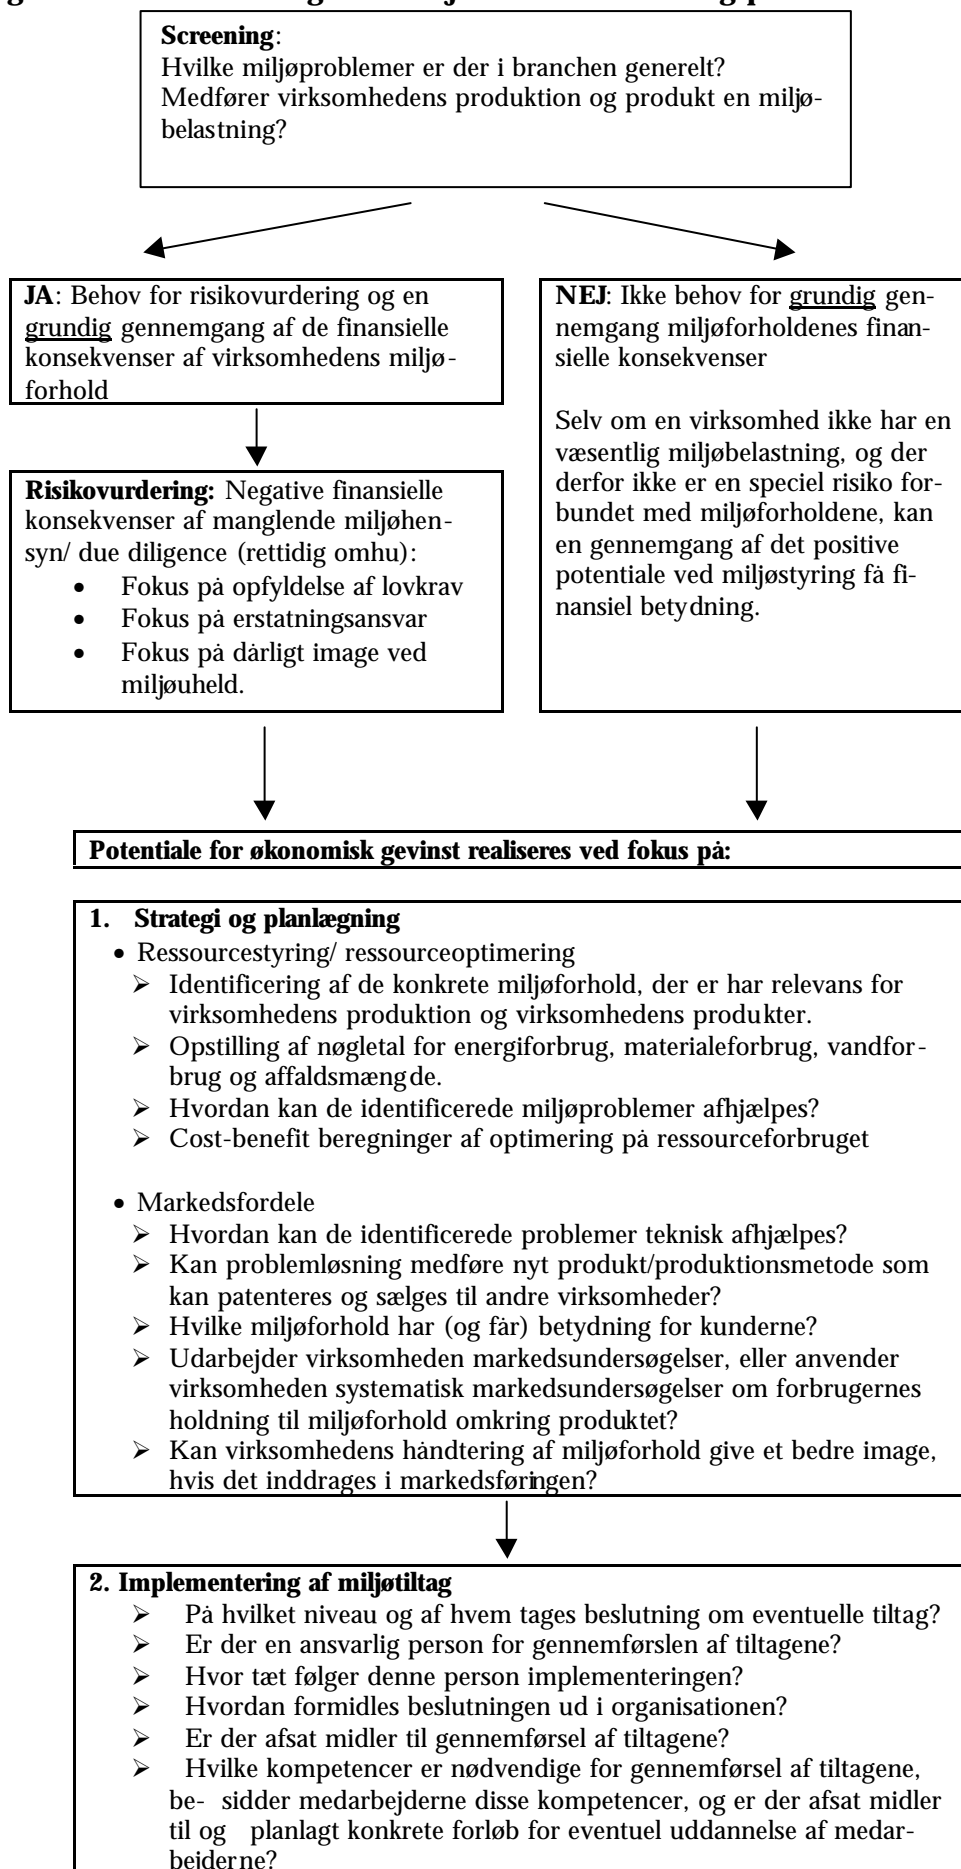 Screening:
Hvilke miljøproblemer er der i branchen generelt?
Medfører virksomhedens produktion og produkt en miljø-
belastning?
JA: Behov for risikovurdering og en
grundig gennemgang af de finansielle
konsekvenser af virksomhedens miljø-
forhold
Risikovurdering: Negative finansielle
konsekvenser af manglende miljøhen-
syn/ due diligence (rettidig omhu):
• Fokus på opfyldelse af lovkrav
• Fokus på erstatningsansvar
• Fokus på dårligt image ved
miljøuheld.
NEJ: Ikke behov for grundig gen-
nemgang miljøforholdenes finan-
sielle konsekvenser
Selv om en virksomhed ikke har en
væsentlig miljøbelastning, og der
derfor ikke er en speciel risiko for-
bundet med miljøforholdene, kan
en gennemgang af det positive
potentiale ved miljøstyring få fi-
nansiel betydning.
Potentiale for økonomisk gevinst realiseres ved fokus på:
1. Strategi og planlægning
• Ressourcestyring/ ressourceoptimering
➢ Identificering af de konkrete miljøforhold, der er har relevans for
virksomhedens produktion og virksomhedens produkter.
➢ Opstilling af nøgletal for energiforbrug, materialeforbrug, vandfor-
brug og affaldsmængde.
➢ Hvordan kan de identificerede miljøproblemer afhjælpes?
➢ Cost-benefit beregninger af optimering på ressourceforbruget
• Markedsfordele
➢ Hvordan kan de identificerede problemer teknisk afhjælpes?
➢ Kan problemløsning medføre nyt produkt/produktionsmetode som
kan patenteres og sælges til andre virksomheder?
➢ Hvilke miljøforhold har (og får) betydning for kunderne?
➢ Udarbejder virksomheden markedsundersøgelser, eller anvender
virksomheden systematisk markedsundersøgelser om forbrugernes
holdning til miljøforhold omkring produktet?
➢ Kan virksomhedens håndtering af miljøforhold give et bedre image,
hvis det inddrages i markedsføringen?
2. Implementering af miljøtiltag
➢ På hvilket niveau og af hvem tages beslutning om eventuelle tiltag?
➢ Er der en ansvarlig person for gennemførslen af tiltagene?
➢ Hvor tæt følger denne person implementeringen?
➢ Hvordan formidles beslutningen ud i organisationen?
➢ Er der afsat midler til gennemførsel af tiltagene?
➢ Hvilke kompetencer er nødvendige for gennemførsel af tiltagene,
be- sidder medarbejderne disse kompetencer, og er der afsat midler
til og planlagt konkrete forløb for eventuel uddannelse af medar-
bejderne?